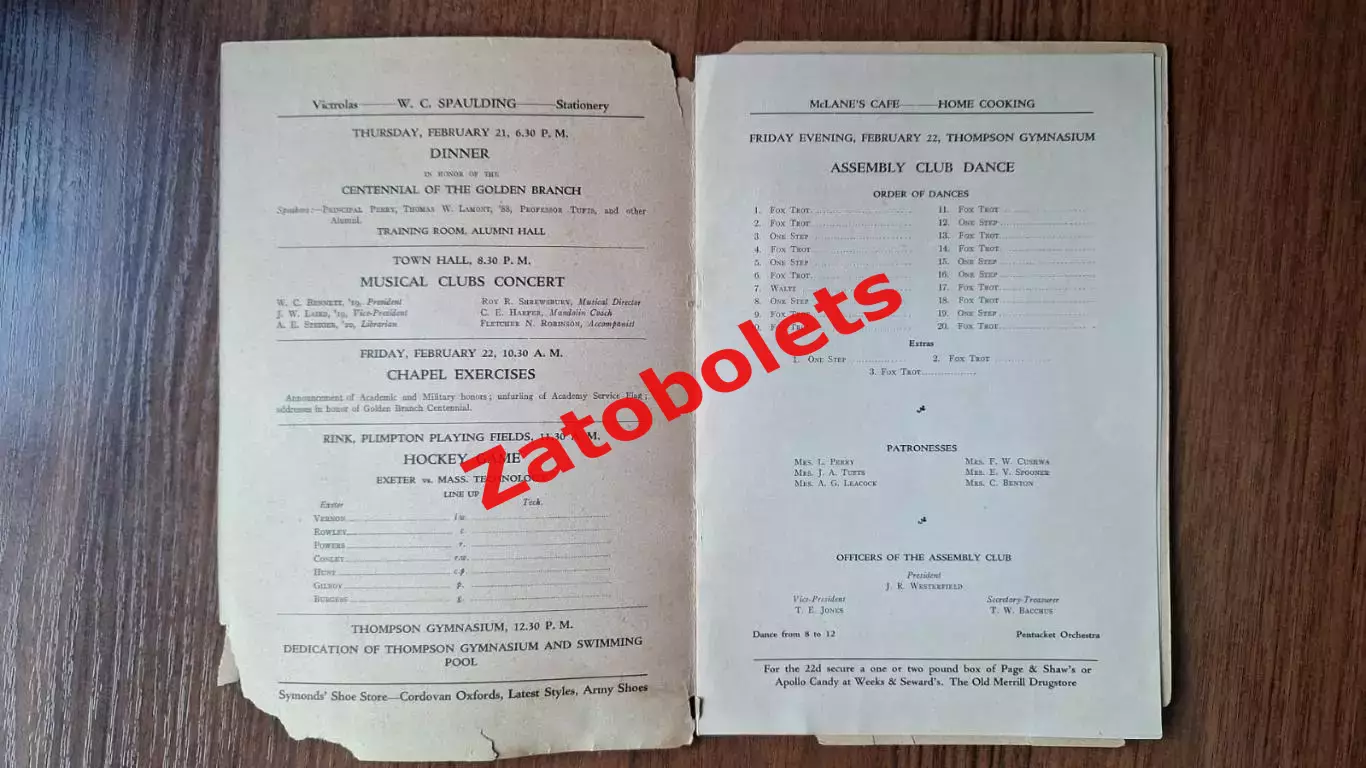 Victrolas — W. C. SPAULDING — Stationery
THURSDAY, FEBRUARY 21, 6.30 P. M.
DINNER
IN HONOR OF THE
CENTENNIAL OF THE GOLDEN BRANCH
Speakers:—PRINCIPAL PERRY, THOMAS W. LAMONT, '88, PROFESSOR TUFTS, and other
Alumni.
TRAINING ROOM, ALUMNI HALL
TOWN HALL, 8.30 P. M.
MUSICAL CLUBS CONCERT
W. C. BENNETT, '19, President
J. W. LAIRD, '19, Vice-President
A. E. STEIGER, '20, Librarian
ROY R. SHREWSBURY, Musical Director
C. E. HARPER, Mandolin Coach
FLETCHER N. ROBINSON, Accompanist
FRIDAY, FEBRUARY 22, 10.30 A. M.
CHAPEL EXERCISES
Announcement of Academic and Military honors; unfurling of Academy Service Flag;
addresses in honor of Golden Branch Centennial.
RINK, PLIMPTON PLAYING FIELDS, 11.30 A. M.
HOCKEY GAME
EXETER vs. MASS. TECHNOLOGY
LINE UP
Exeter Tech.
VERNON l.w.
ROWLEY c.
POWERS r.
CONLEY r.w.
HUNT c.p.
GILROY p.
BURGESS g.
THOMPSON GYMNASIUM, 12.30 P. M.
DEDICATION OF THOMPSON GYMNASIUM AND SWIMMING
POOL
Symonds' Shoe Store—Cordovan Oxfords, Latest Styles, Army Shoes
McLANE'S CAFE — HOME COOKING
FRIDAY EVENING, FEBRUARY 22, THOMPSON GYMNASIUM
ASSEMBLY CLUB DANCE
ORDER OF DANCES
1. FOX TROT
2. FOX TROT
3. ONE STEP
4. FOX TROT
5. ONE STEP
6. FOX TROT
7. WALTZ
8. ONE STEP
9. FOX TROT
FOX TROT
11. FOX TROT
12. ONE STEP
13. FOX TROT
14. FOX TROT
15. ONE STEP
16. ONE STEP
17. FOX TROT
18. FOX TROT
19. ONE STEP
20. FOX TROT
Extras
1. ONE STEP 2. FOX TROT
3. FOX TROT
PATRONESSES
MRS. L. PERRY
MRS. J. A. TUFTS
MRS. A. G. LEACOCK
MRS. F. W. CUSHWA
MRS. E. V. SPOONER
MRS. C. BENTON
OFFICERS OF THE ASSEMBLY CLUB
President
J. R. WESTERFIELD
Vice-President
T. E. JONES
Secretary-Treasurer
T. W. BACCHUS
Dance from 8 to 12 Pentucket Orchestra
For the 22d secure a one or two pound box of Page & Shaw's or
Apollo Candy at Weeks & Seward's. The Old Merrill Drugstore
Zatobolets